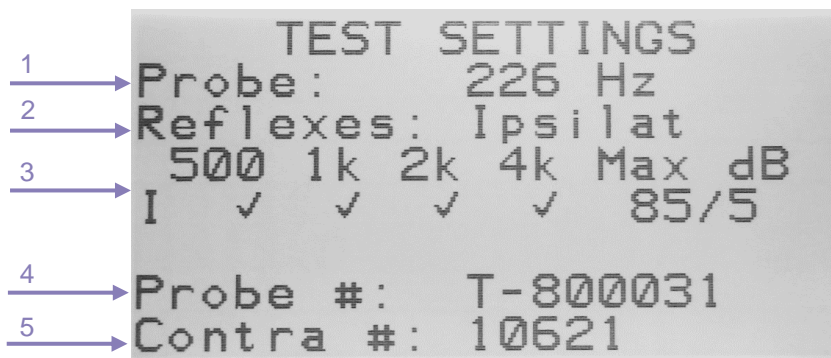 TEST SETTINGS
1 Probe: 226 Hz
2 Reflexes: Ipsilat
500 1k 2k 4k Max dB
3 I ✓ ✓ ✓ ✓ 85/5
4 Probe #: T-800031
5 Contra #: 10621